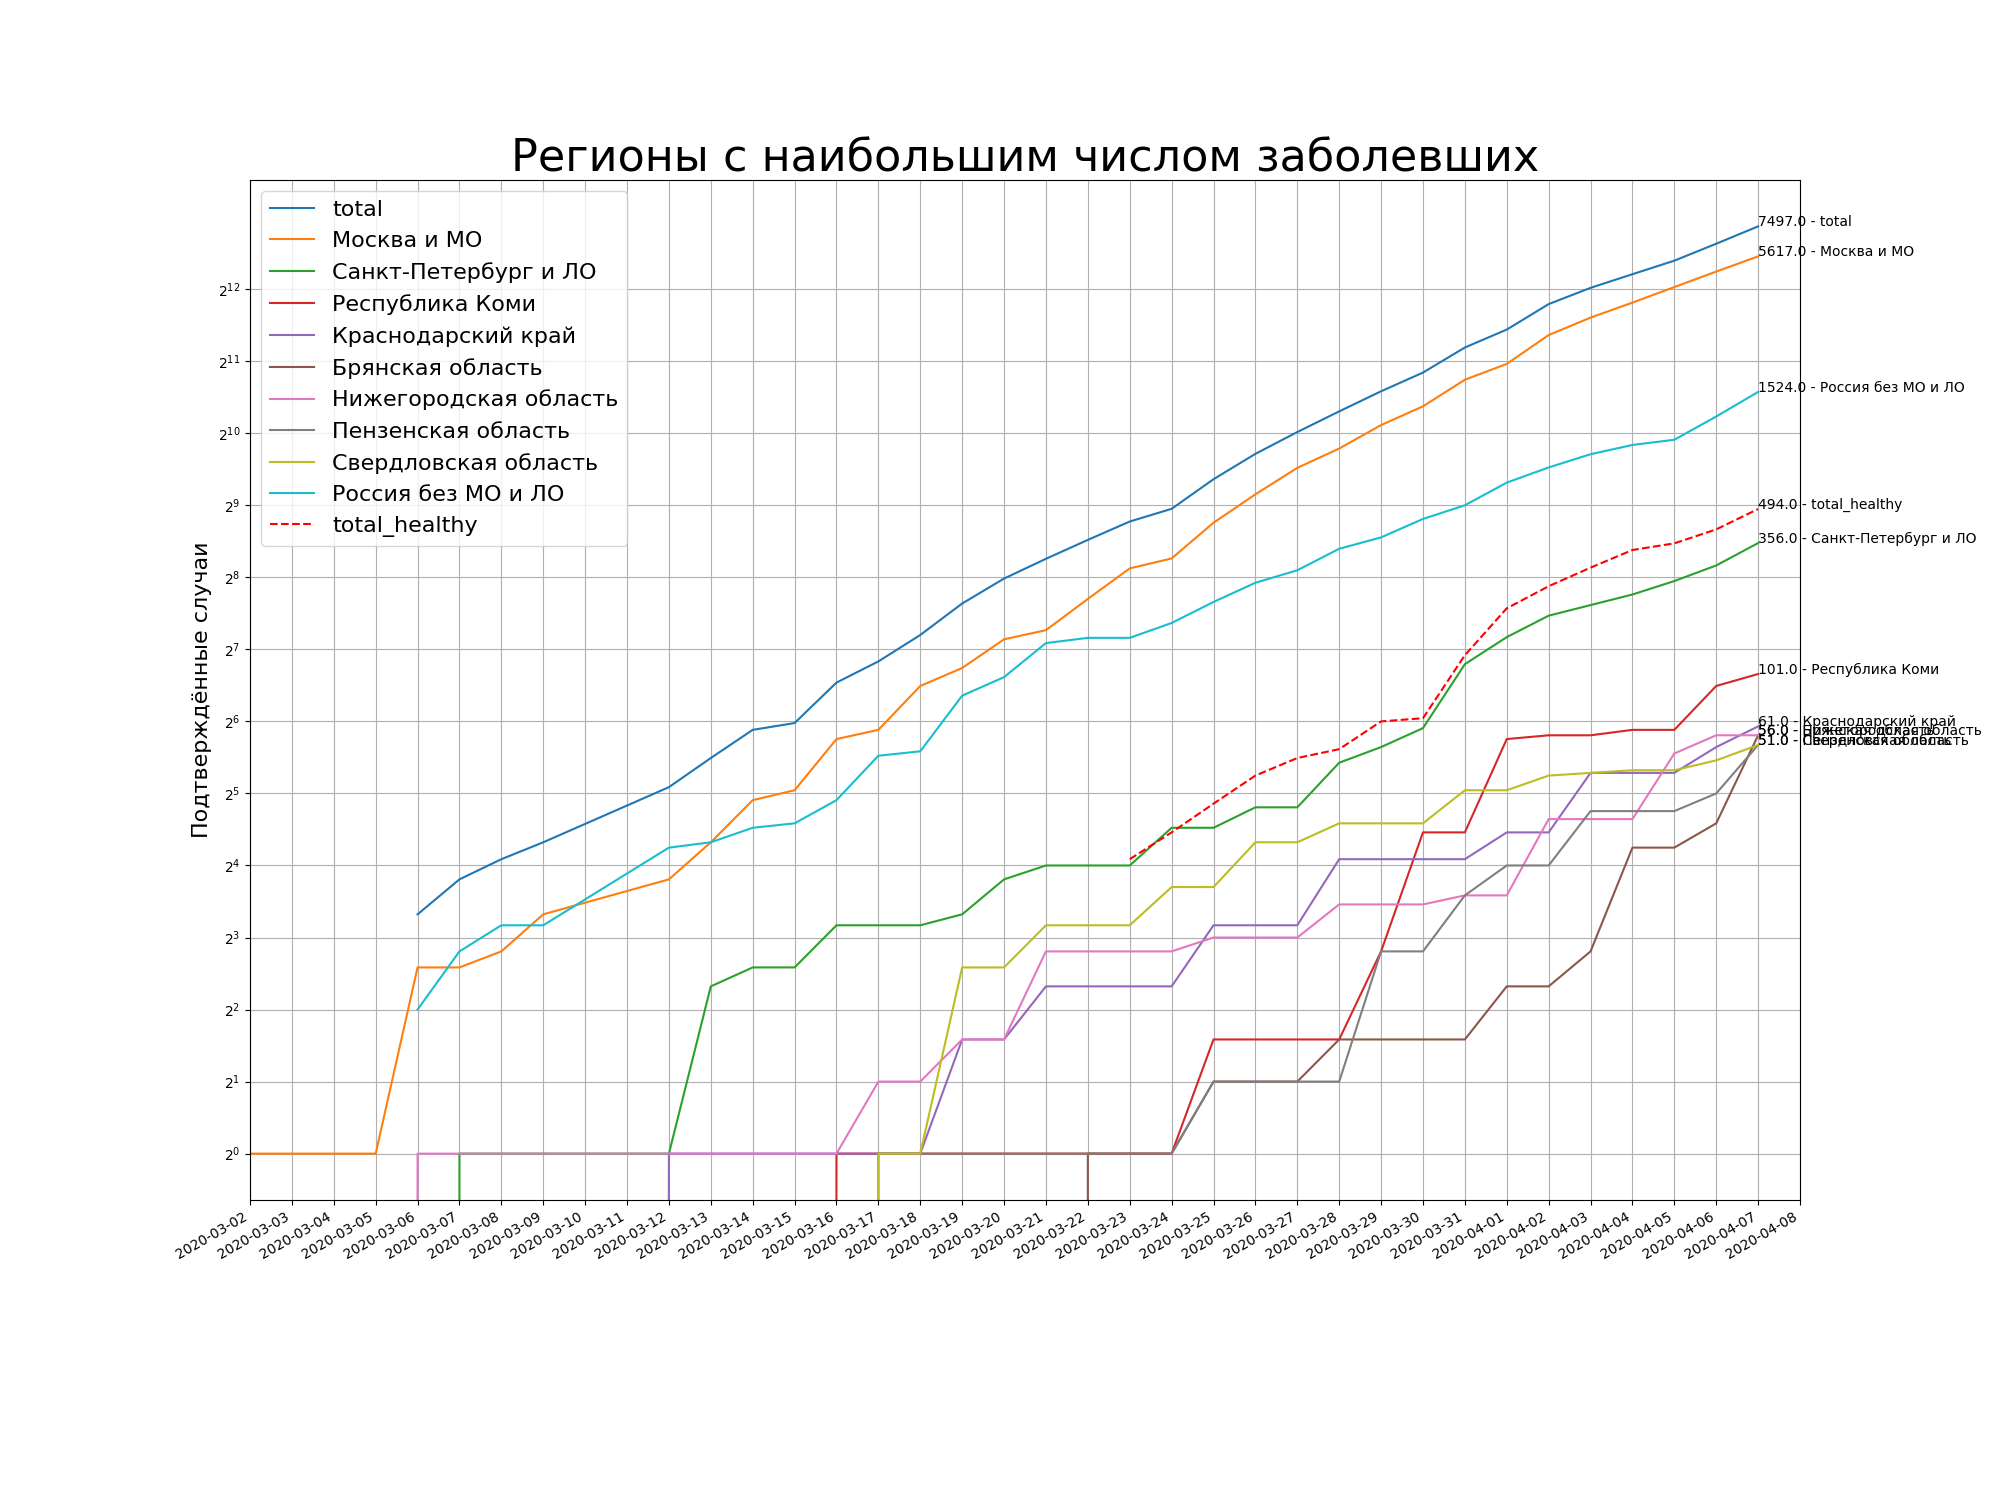 Регионы с наибольшим числом заболевших
total
Москва и МО
Санкт-Петербург и ЛО
Республика Коми
Краснодарский край
Брянская область
Нижегородская область
Пензенская область
Свердловская область
Россия без МО и ЛО
total_healthy
Подтверждённые случаи
2^12
2^11
2^10
2^9
2^8
2^7
2^6
2^5
2^4
2^3
2^2
2^1
2^0
7497.0 - total
5617.0 - Москва и МО
1524.0 - Россия без МО и ЛО
494.0 - total_healthy
356.0 - Санкт-Петербург и ЛО
101.0 - Республика Коми
61.0 - Краснодарский край
56.0 -
51.0 -
2020-03-02
2020-03-03
2020-03-04
2020-03-05
2020-03-06
2020-03-07
2020-03-08
2020-03-09
2020-03-10
2020-03-11
2020-03-12
2020-03-13
2020-03-14
2020-03-15
2020-03-16
2020-03-17
2020-03-18
2020-03-19
2020-03-20
2020-03-21
2020-03-22
2020-03-23
2020-03-24
2020-03-25
2020-03-26
2020-03-27
2020-03-28
2020-03-29
2020-03-30
2020-03-31
2020-04-01
2020-04-02
2020-04-03
2020-04-04
2020-04-05
2020-04-06
2020-04-07
2020-04-08